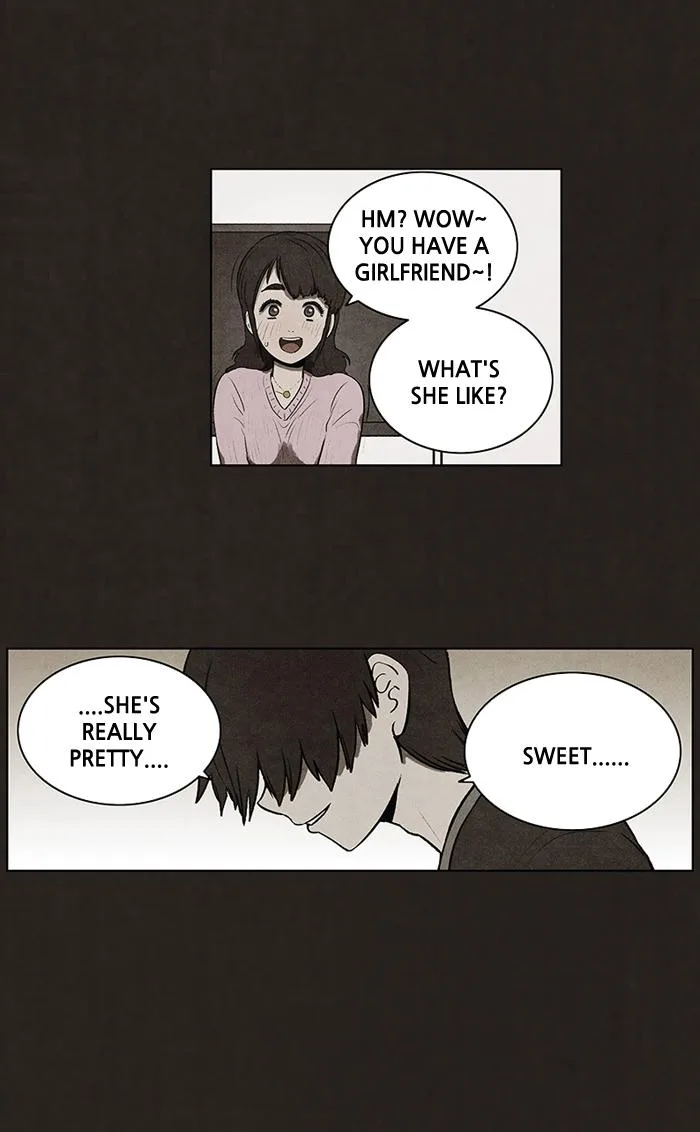 HM? WOW~
YOU HAVE A
GIRLFRIEND~!
WHAT'S
SHE LIKE?
....SHE'S
REALLY
PRETTY....
SWEET......